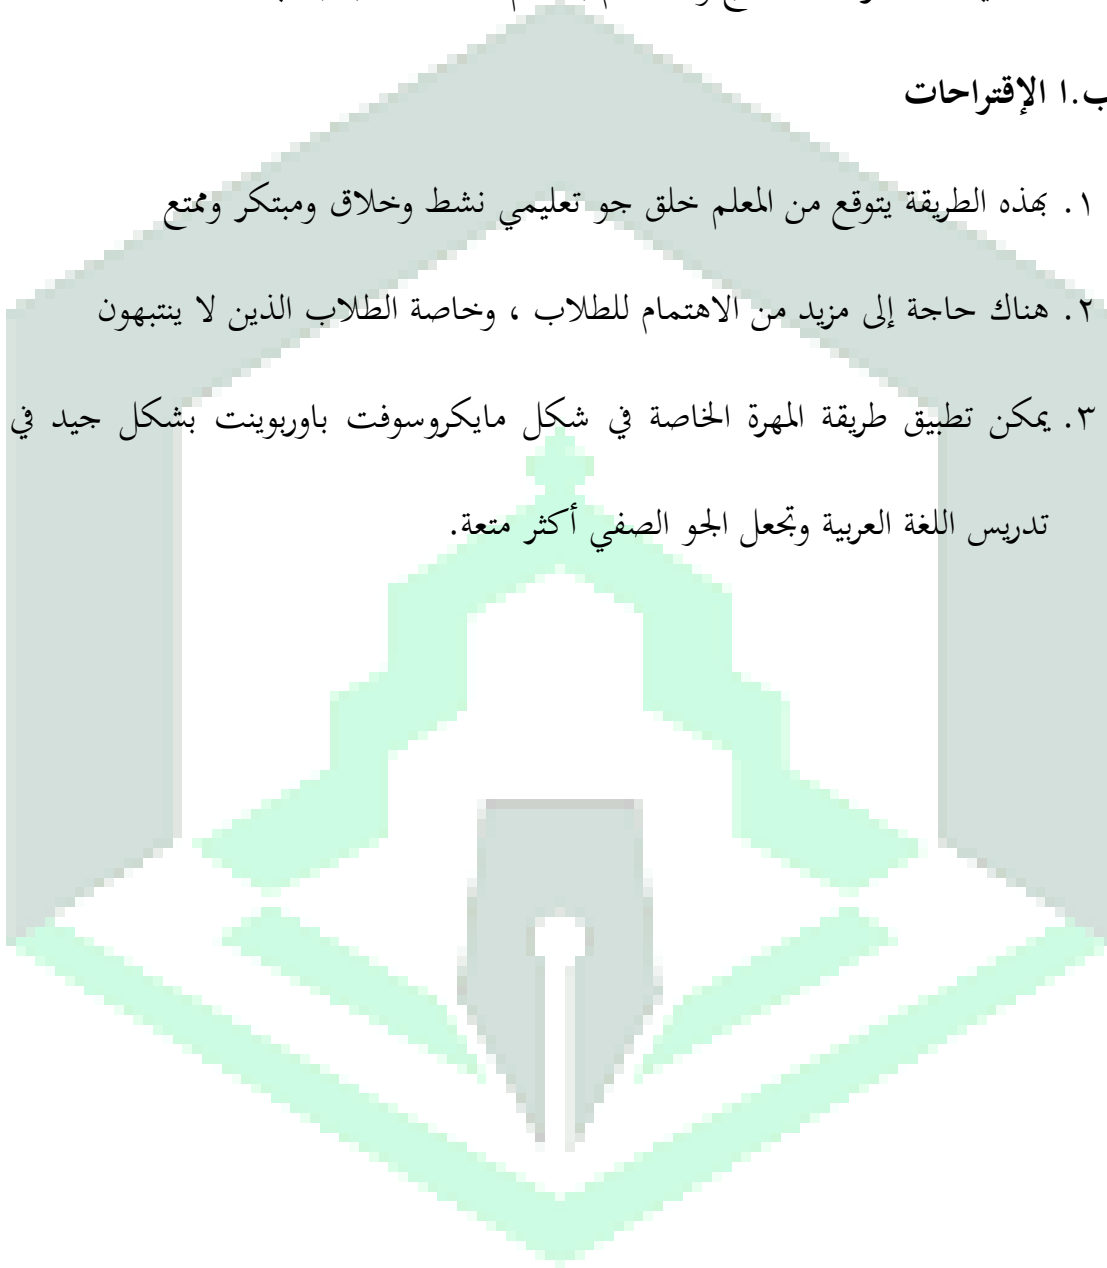 ب.ا الإقتراحات
١. بهذه الطريقة يتوقع من المعلم خلق جو تعليمي نشط وخلاق ومبتكر وممتع
٢. هناك حاجة إلى مزيد من الاهتمام للطلاب ، وخاصة الطلاب الذين لا ينتبهون
٣. يمكن تطبيق طريقة المهرة الخاصة في شكل مايكروسوفت باوربوينت بشكل جيد في
تدريس اللغة العربية وتجعل الجو الصفي أكثر متعة.